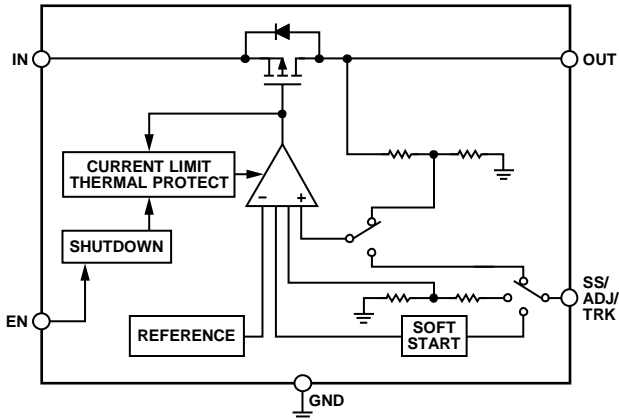 IN
OUT
CURRENT LIMIT
THERMAL PROTECT
− +
SHUTDOWN
SS/
ADJ/
TRK
EN
REFERENCE
SOFT
START
GND